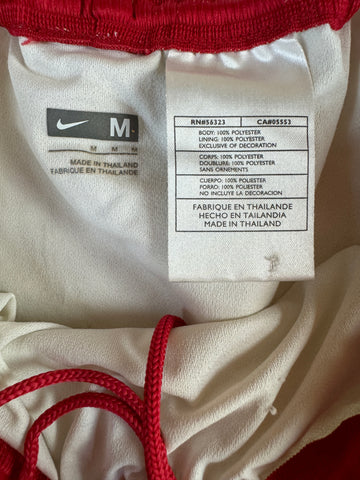 M
M M M
MADE IN THAILAND
FABRIQUE EN THAILANDE
RN#56323 CA#05553
BODY: 100% POLYESTER
LINING: 100% POLYESTER
EXCLUSIVE OF DECORATION
CORPS: 100% POLYESTER
DOUBLURE: 100% POLYESTER
SANS ORNEMENTS
CUERPO: 100% POLYESTER
FORRO: 100% POLYESTER
NO INCLUYE LA DECORACION
FABRIQUE EN THAILANDE
HECHO EN TAILANDIA
MADE IN THAILAND